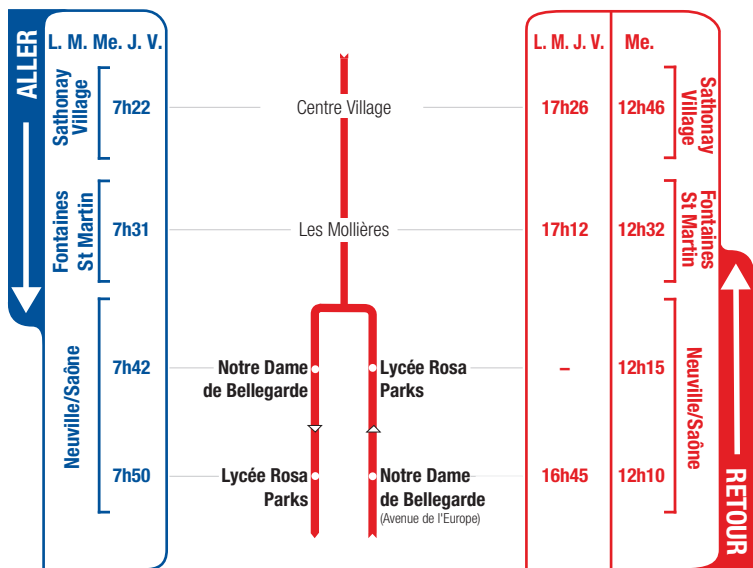 ALLER
L. M. Me. J. V.
L. M. J. V.
Me.
Sathonay
Village
7h22
Centre Village
17h26
12h46
Sathonay
Village
Fontaines
St Martin
7h31
Les Mollières
17h12
12h32
Fontaines
St Martin
Neuville/Saône
7h42
Notre Dame
de Bellegarde
Lycée Rosa
Parks
–
12h15
Neuville/Saône
7h50
Lycée Rosa
Parks
Notre Dame
de Bellegarde
(Avenue de l'Europe)
16h45
12h10
RETOUR